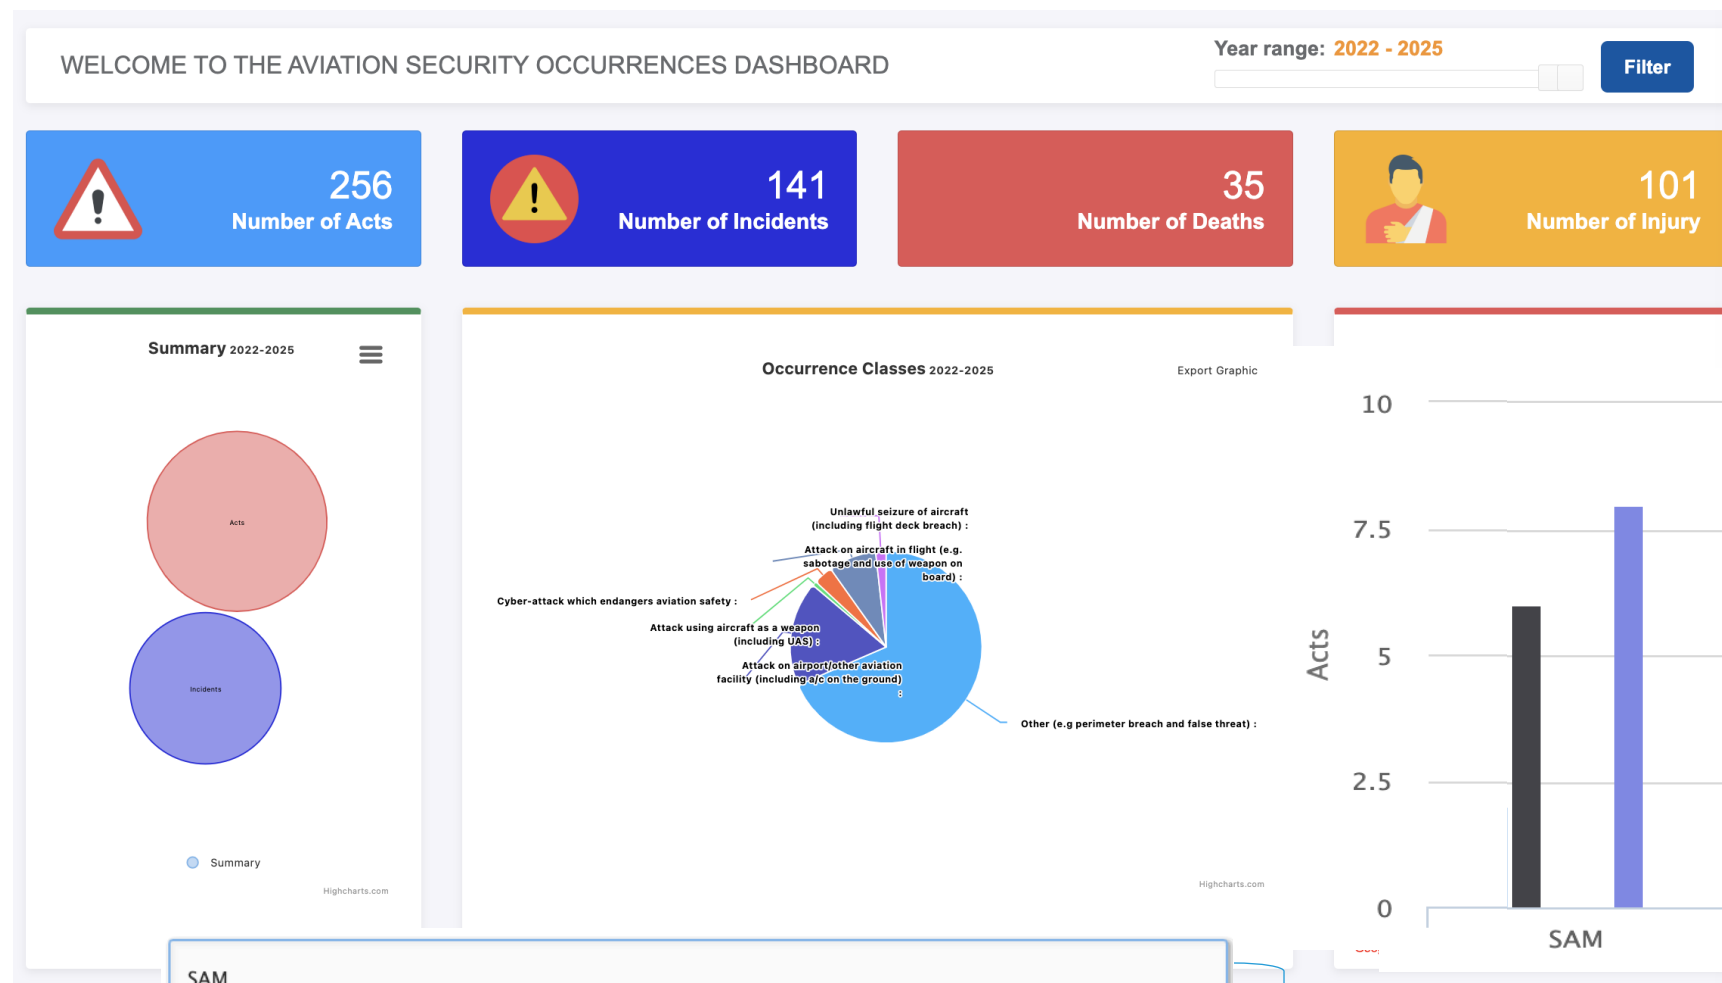 WELCOME TO THE AVIATION SECURITY OCCURRENCES DASHBOARD
Year range: 2022 - 2025
Filter
256
Number of Acts
141
Number of Incidents
35
Number of Deaths
101
Number of Injury
Summary 2022-2025
Acts
Incidents
Summary
Highcharts.com
Occurrence Classes 2022-2025
Export Graphic
Unlawful seizure of aircraft
(including flight deck breach) :
Attack on aircraft in flight (e.g.
sabotage and use of weapon on
board) :
Cyber-attack which endangers aviation safety :
Attack using aircraft as a weapon
(including UAS) :
Attack on airport/other aviation
facility (including a/c on the ground)
:
Other (e.g perimeter breach and false threat) :
Highcharts.com
10
7.5
5
2.5
0
Acts
SAM
SAM